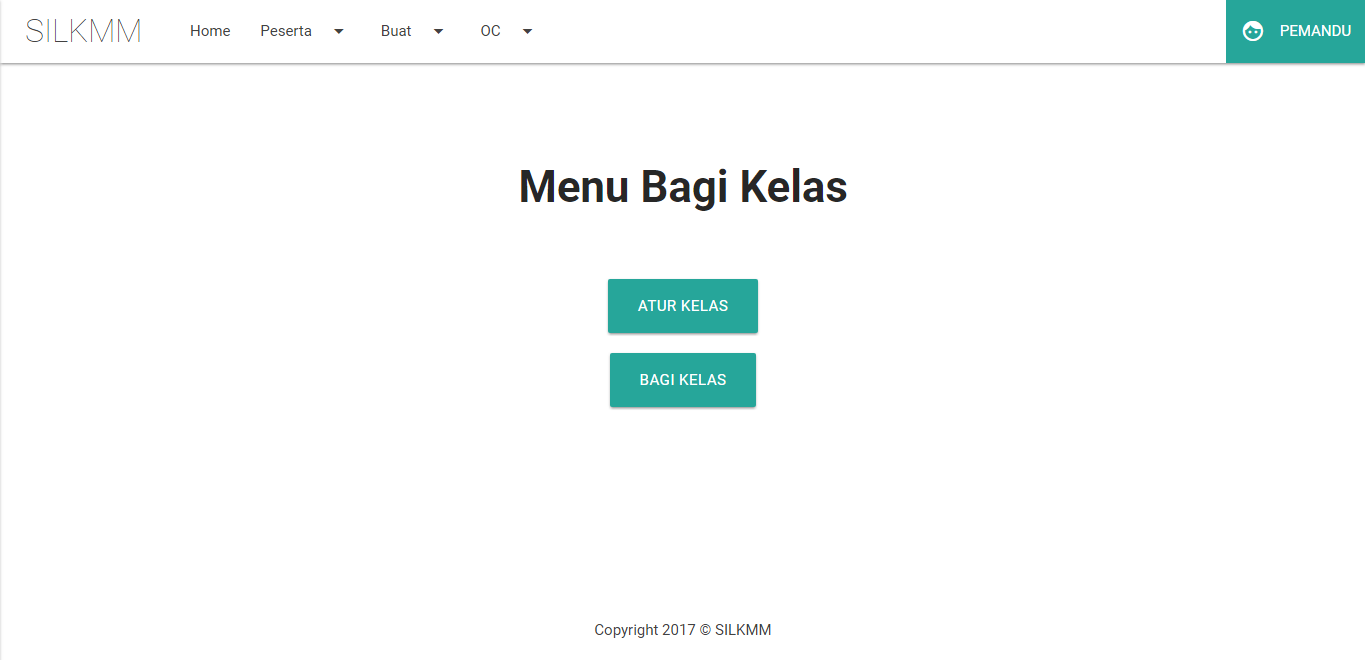 SILKMM Home Peserta Buat OC PEMANDU
Menu Bagi Kelas
ATUR KELAS
BAGI KELAS
Copyright 2017 © SILKMM